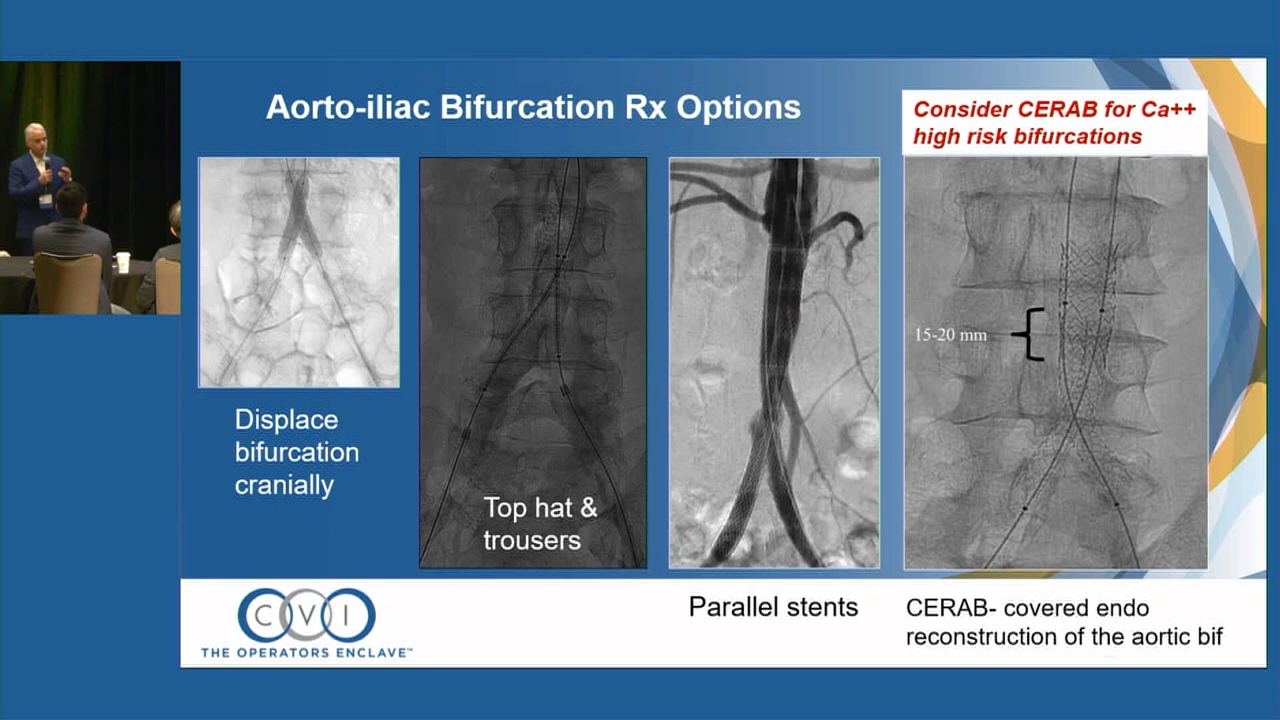 Aorto-iliac Bifurcation Rx Options
Consider CERAB for Ca++
high risk bifurcations
Displace
bifurcation
cranially
Top hat &
trousers
15-20 mm
Parallel stents
CERAB- covered endo
reconstruction of the aortic bif
CVI
THE OPERATORS ENCLAVE™